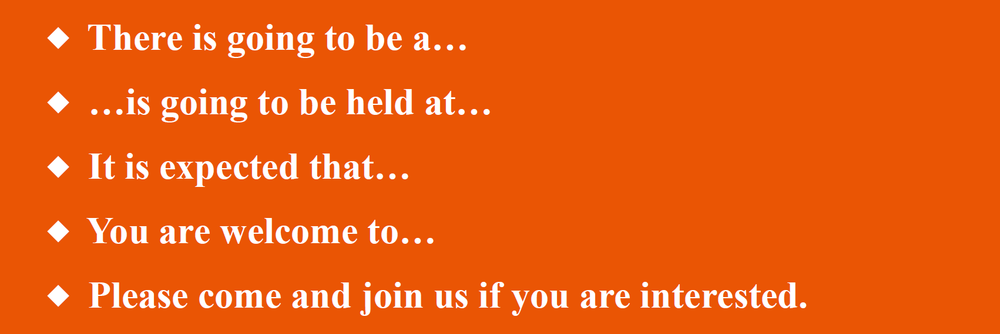 ◆ There is going to be a…
◆ …is going to be held at…
◆ It is expected that…
◆ You are welcome to…
◆ Please come and join us if you are interested.